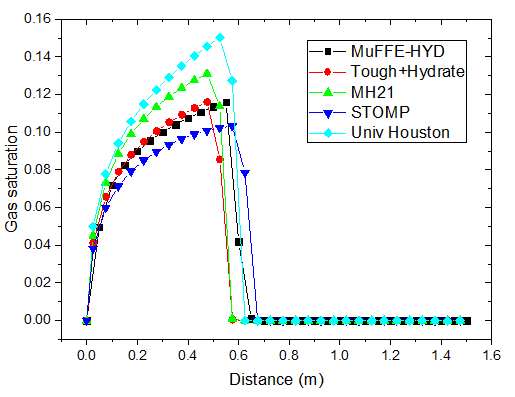 0.16
0.14
0.12
0.10
0.08
0.06
0.04
0.02
0.00
Gas saturation
MuFFE-HYD
Tough+Hydrate
MH21
STOMP
Univ Houston
0.0 0.2 0.4 0.6 0.8 1.0 1.2 1.4 1.6
Distance (m)